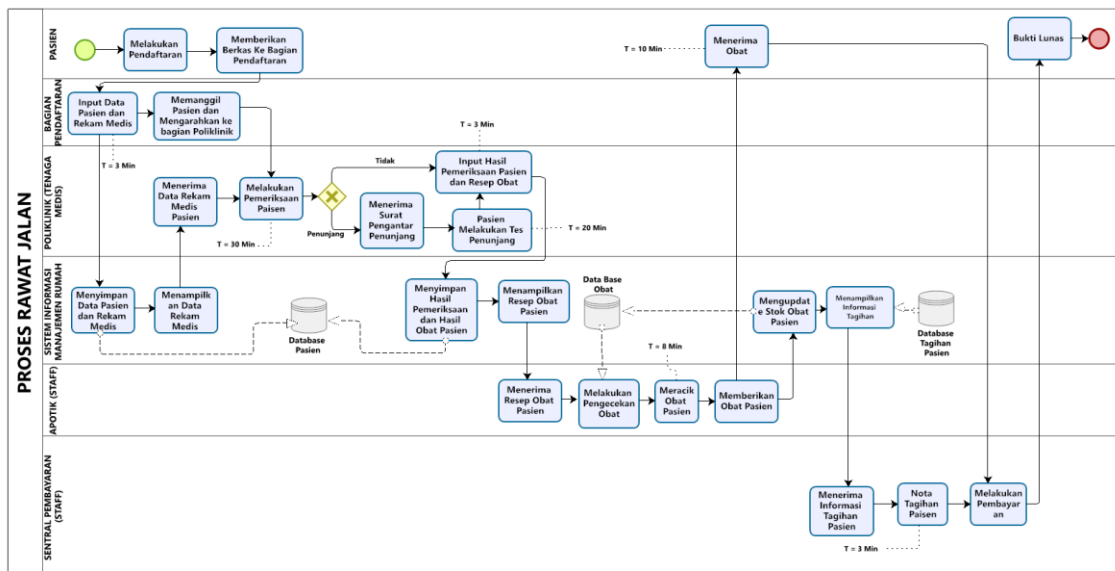 PROSES RAWAT JALAN
PASIEN
Melakukan
Pendaftaran
Memberikan
Berkas Ke Bagian
Pendaftaran
T = 10 Min
Menerima
Obat
Bukti Lunas
BAGIAN
PENDAFTARAN
Input Data
Pasien dan
Rekam Medis
Memanggil
Pasien dan
Mengarahkan ke
bagian Poliklinik
T = 3 Min
T = 3 Min
POLIKLINIK (TENAGA
MEDIS)
Menerima
Data Rekam
Medis
Pasien
Melakukan
Pemeriksaan
Paisen
T = 30 Min
Tidak
Penunjang
Input Hasil
Pemeriksaan Pasien
dan Resep Obat
Menerima
Surat
Pengantar
Penunjang
Pasien
Melakukan Tes
Penunjang
T = 20 Min
SISTEM INFORMASI
MANAJEMEN RUMAH
Menyimpan
Data Pasien
dan Rekam
Medis
Menampilk
an Data
Rekam
Medis
Database
Pasien
Menyimpan
Hasil
Pemeriksaan
dan Hasil
Obat Pasien
Menampilkan
Resep Obat
Pasien
Data Base
Obat
Mengupdat
e Stok Obat
Pasien
Menampilkan
Informasi
Tagihan
Database
Tagihan
Pasien
T = 8 Min
APOTIK (STAFF)
Menerima
Resep Obat
Pasien
Melakukan
Pengecekan
Obat
Meracik
Obat
Pasien
Memberikan
Obat Pasien
SENTRAL PEMBAYARAN
(STAFF)
Menerima
Informasi
Tagihan
Pasien
Nota
Tagihan
Paisen
Melakukan
Pembayar
an
T = 3 Min